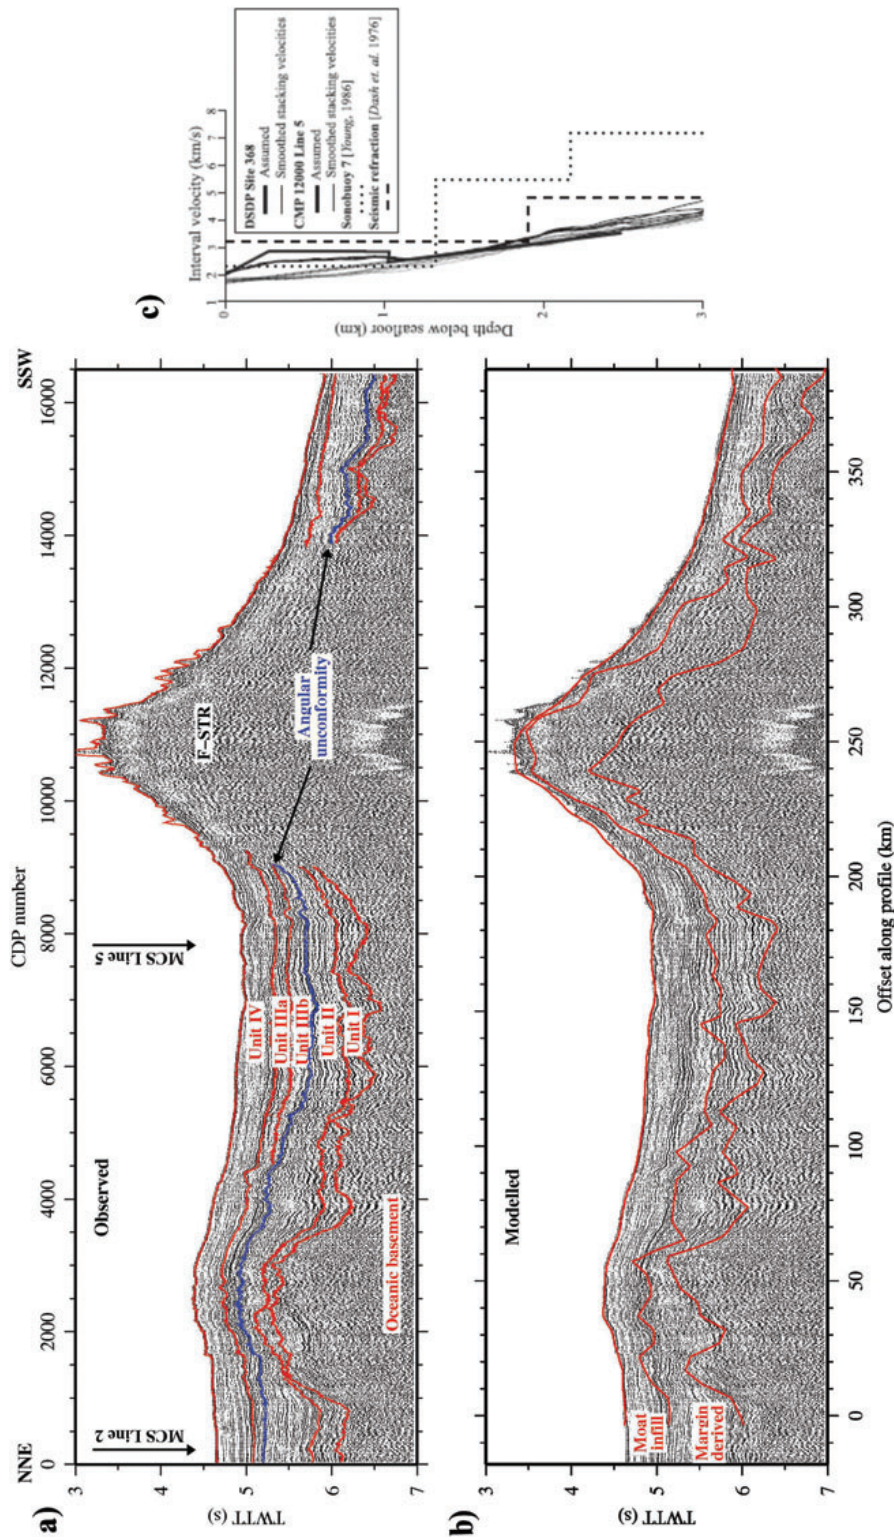 a)
NNE
CDP number
SSW
0
2000
4000
6000
8000
10000
12000
14000
16000
3
4
5
6
7
TWTT (s)
MCS Line 2
Observed
MCS Line 5
F–STR
Angular
unconformity
Unit IV
Unit IIIa
Unit IIIb
Unit II
Unit I
Oceanic basement
b)
3
4
5
6
7
TWTT (s)
Modelled
Moat
infill
Margin
derived
0
50
100
150
200
250
300
350
Offset along profile (km)
c)
Interval velocity (km/s)
1
2
3
4
5
6
7
8
0
1
2
3
Depth below seafloor (km)
DSDP Site 368
Assumed
Smoothed stacking velocities
CMP 12000 Line 5
Assumed
Smoothed stacking velocities
Sonobuoy 7 [Young, 1986]
Seismic refraction [Dash et. al. 1976]